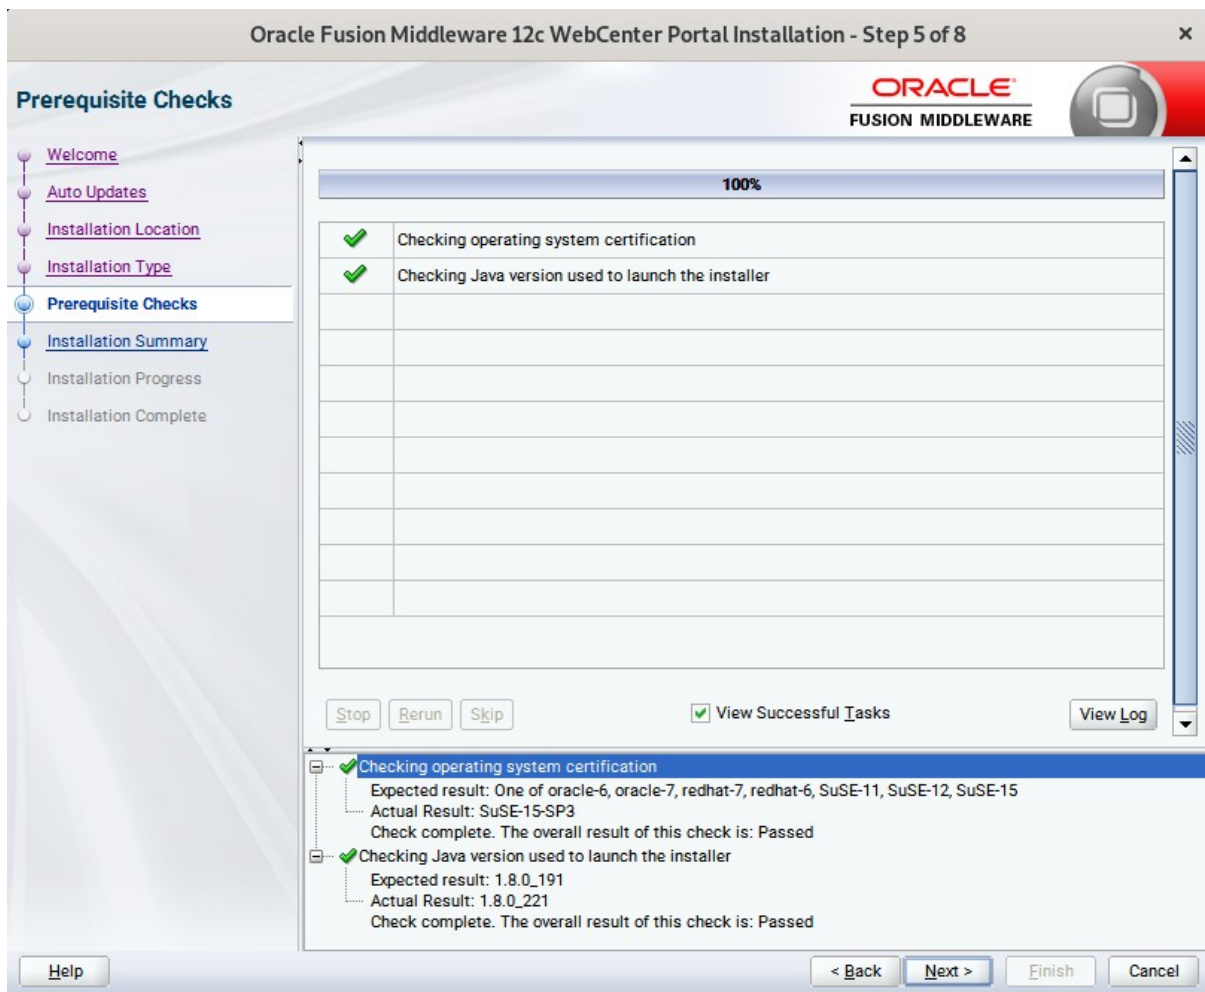 Oracle Fusion Middleware 12c WebCenter Portal Installation - Step 5 of 8
Prerequisite Checks
ORACLE
FUSION MIDDLEWARE
Welcome
Auto Updates
Installation Location
Installation Type
Prerequisite Checks
Installation Summary
Installation Progress
Installation Complete
100%
Checking operating system certification
Checking Java version used to launch the installer
Stop Rerun Skip View Successful Tasks View Log
Checking operating system certification
Expected result: One of oracle-6, oracle-7, redhat-7, redhat-6, SuSE-11, SuSE-12, SuSE-15
Actual Result: SuSE-15-SP3
Check complete. The overall result of this check is: Passed
Checking Java version used to launch the installer
Expected result: 1.8.0_191
Actual Result: 1.8.0_221
Check complete. The overall result of this check is: Passed
Help < Back Next > Finish Cancel